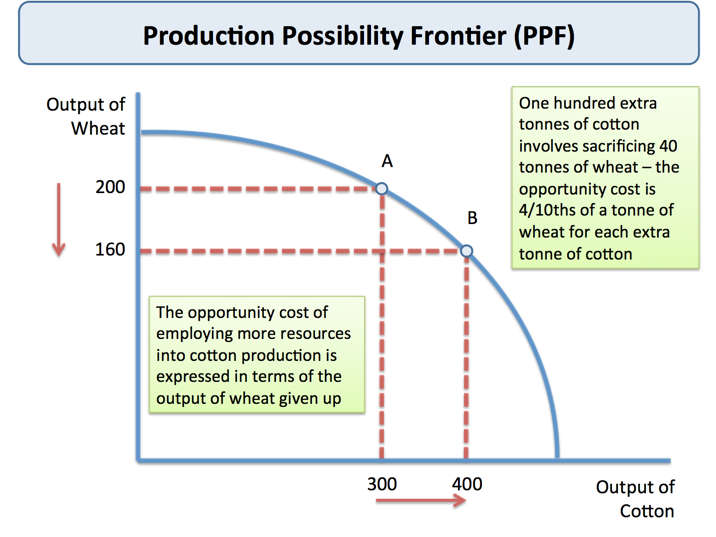 Production Possibility Frontier (PPF)
Output of
Wheat
One hundred extra
tonnes of cotton
involves sacrificing 40
tonnes of wheat – the
opportunity cost is
4/10ths of a tonne of
wheat for each extra
tonne of cotton
A
200
B
160
The opportunity cost of
employing more resources
into cotton production is
expressed in terms of the
output of wheat given up
300
400
Output of
Cotton